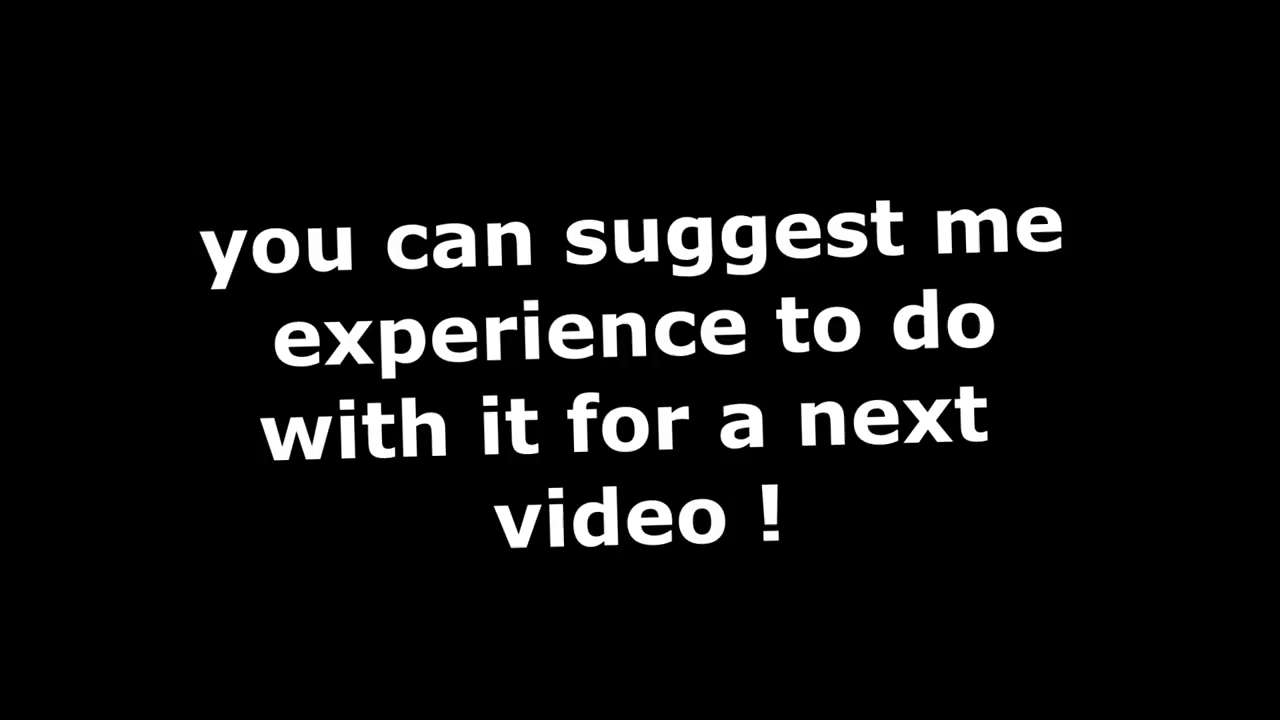 you can suggest me
experience to do
with it for a next
video !